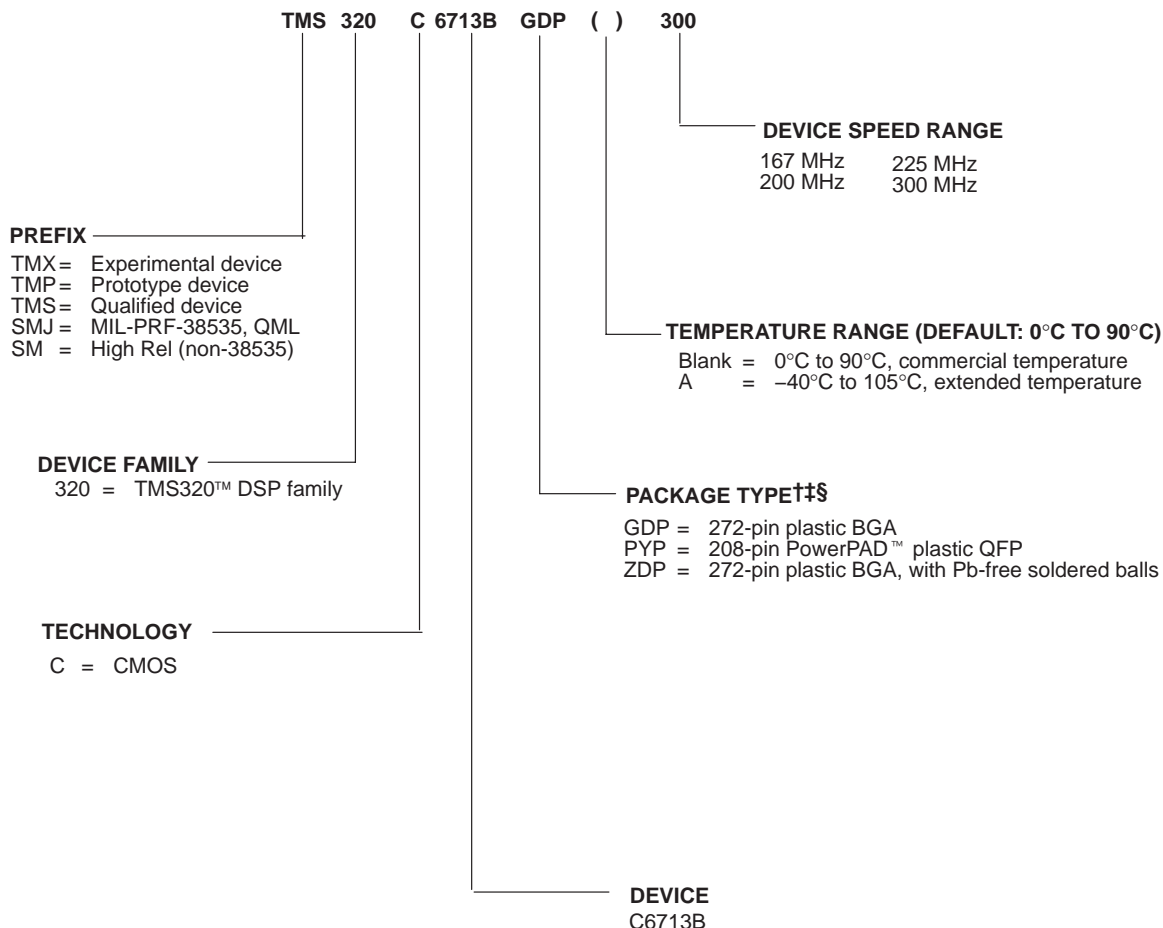 TMS 320 C 6713B GDP ( ) 300
DEVICE SPEED RANGE
167 MHz 225 MHz
200 MHz 300 MHz
PREFIX
TMX = Experimental device
TMP = Prototype device
TMS = Qualified device
SMJ = MIL-PRF-38535, QML
SM = High Rel (non-38535)
TEMPERATURE RANGE (DEFAULT: 0°C TO 90°C)
Blank = 0°C to 90°C, commercial temperature
A = –40°C to 105°C, extended temperature
DEVICE FAMILY
320 = TMS320™ DSP family
PACKAGE TYPE†‡§
GDP = 272-pin plastic BGA
PYP = 208-pin PowerPAD™ plastic QFP
ZDP = 272-pin plastic BGA, with Pb-free soldered balls
TECHNOLOGY
C = CMOS
DEVICE
C6713B